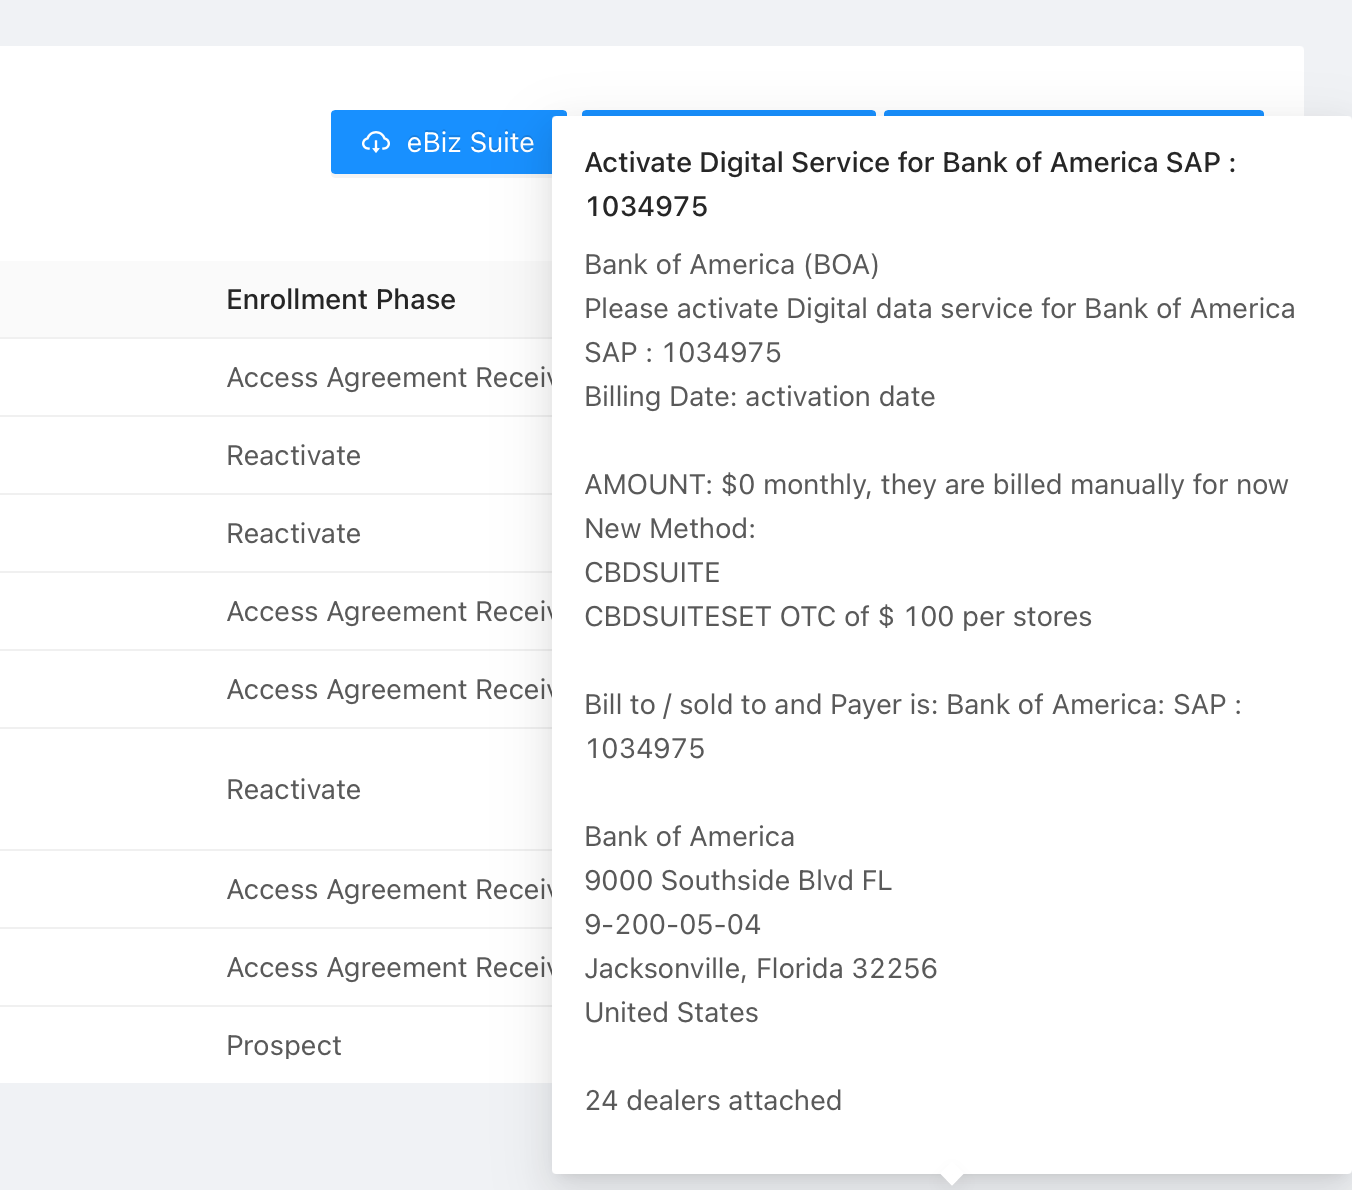 eBiz Suite
Enrollment Phase
Access Agreement
Reactivate
Reactivate
Access Agreement
Access Agreement
Reactivate
Access Agreement
Access Agreement
Prospect
Activate Digital Service for Bank of America SAP :
1034975
Bank of America (BOA)
Please activate Digital data service for Bank of America
SAP : 1034975
Billing Date: activation date
AMOUNT: $0 monthly, they are billed manually for now
New Method:
CBDSUITE
CBDSUITESET OTC of $ 100 per stores
Bill to / sold to and Payer is: Bank of America: SAP :
1034975
Bank of America
9000 Southside Blvd FL
9-200-05-04
Jacksonville, Florida 32256
United States
24 dealers attached